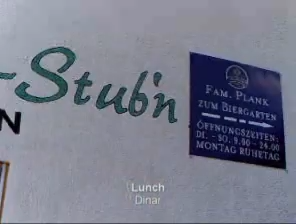 -Stub'n
N
FAM. PLANK
ZUM BIERGARTEN
ÖFFNUNGSZEITEN:
DI. - SO. 9.00 - 24.00
MONTAG RUHETAG
Lunch
Dinar